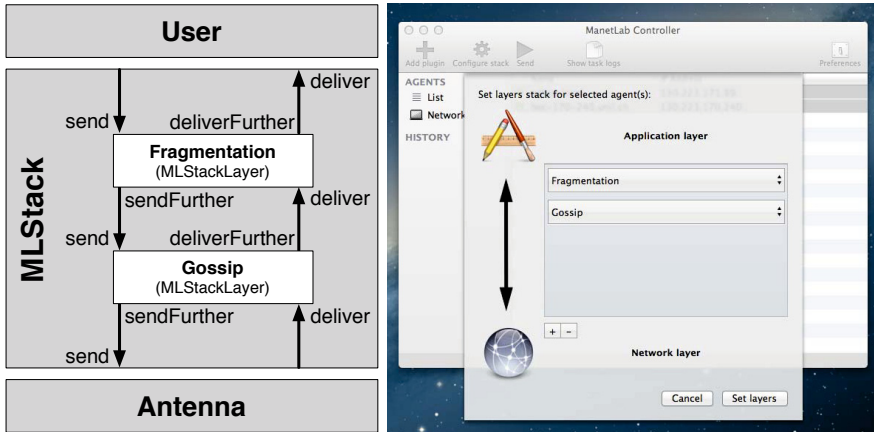 User
deliver
send
deliverFurther
Fragmentation
(MLStackLayer)
sendFurther
deliver
send
deliverFurther
Gossip
(MLStackLayer)
sendFurther
deliver
send
MLStack
Antenna
ManetLab Controller
Add plugin Configure stack Send Show task logs Preferences
AGENTS
List
Network
HISTORY
Set layers stack for selected agent(s):
Application layer
Fragmentation
Gossip
+ -
Network layer
Cancel Set layers